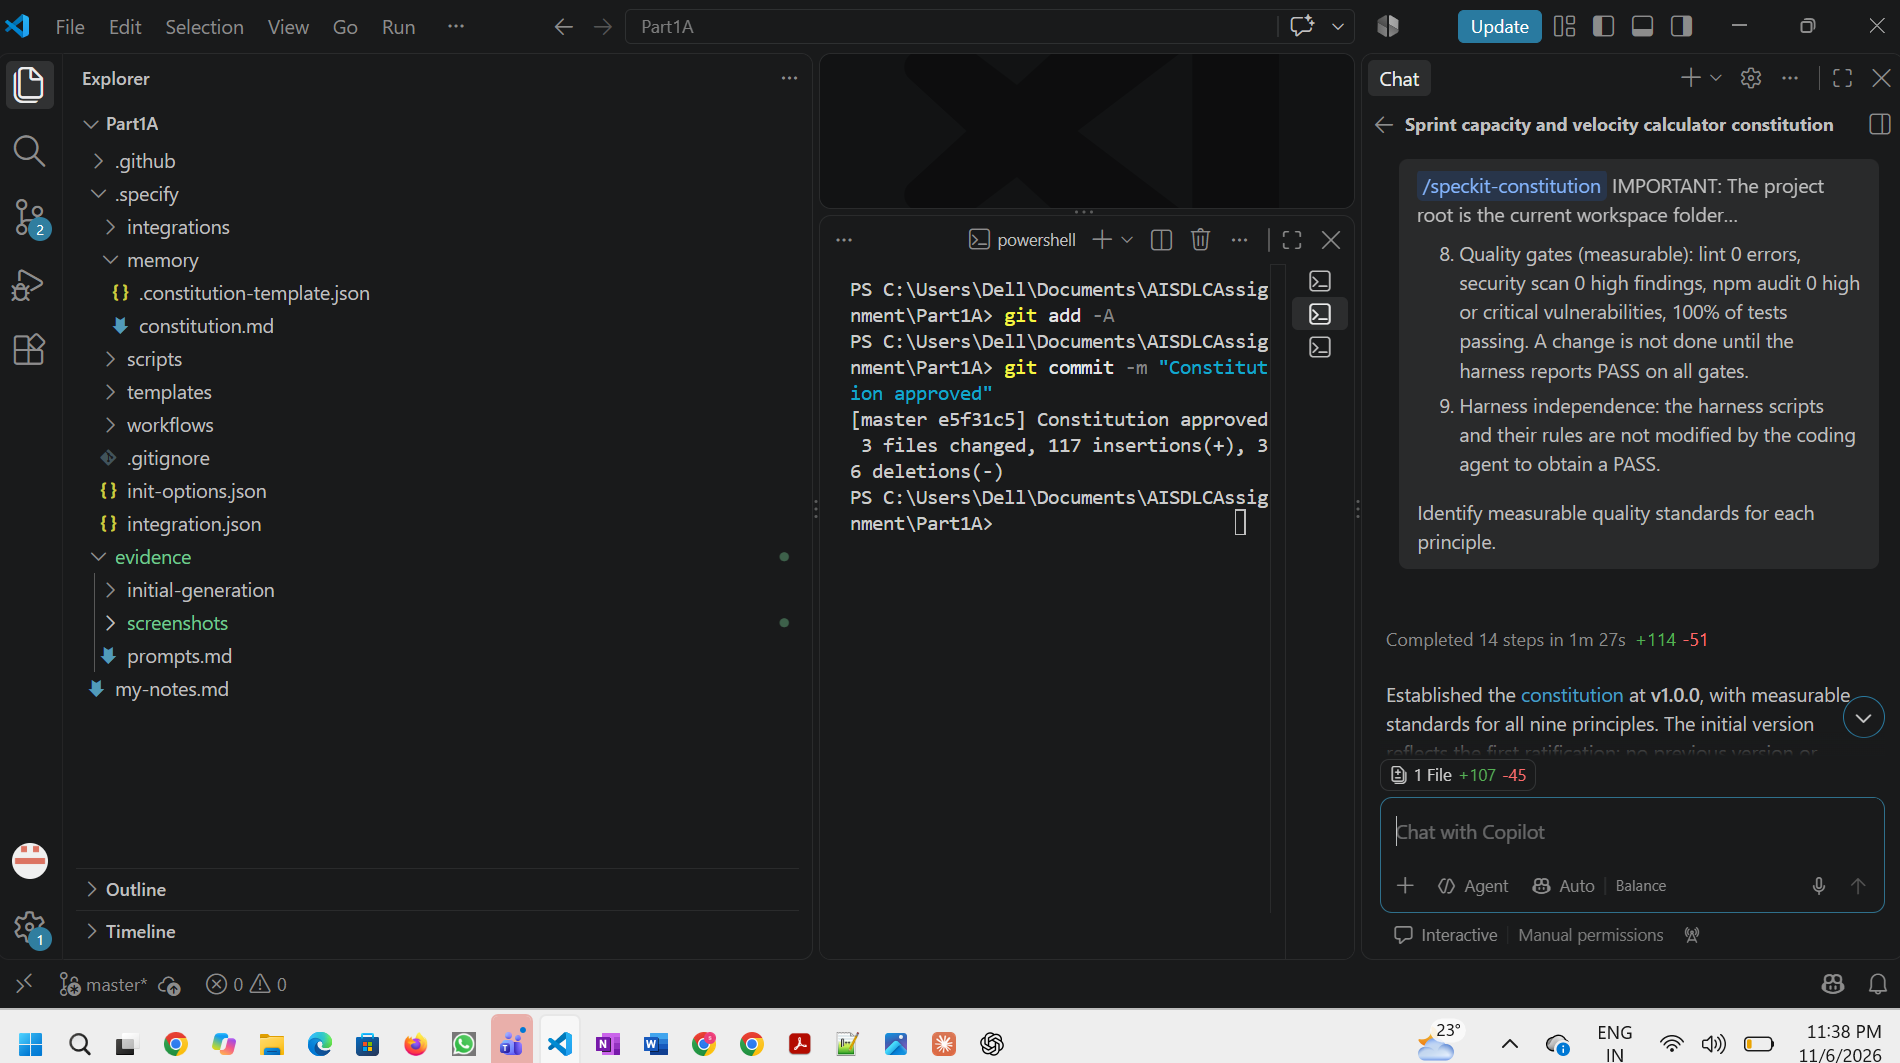 File Edit Selection View Go Run ···
Part1A
Update
Explorer
Part1A
.github
.specify
integrations
memory
{} .constitution-template.json
constitution.md
scripts
templates
workflows
.gitignore
{} init-options.json
{} integration.json
evidence
initial-generation
screenshots
prompts.md
my-notes.md
Outline
Timeline
2
1
powershell
PS C:\Users\Dell\Documents\AISDLCAssig
nment\Part1A> git add -A
PS C:\Users\Dell\Documents\AISDLCAssig
nment\Part1A> git commit -m "Constitut
ion approved"
[master e5f31c5] Constitution approved
3 files changed, 117 insertions(+), 3
6 deletions(-)
PS C:\Users\Dell\Documents\AISDLCAssig
nment\Part1A>
Chat
Sprint capacity and velocity calculator constitution
/speckit-constitution IMPORTANT: The project
root is the current workspace folder...
8. Quality gates (measurable): lint 0 errors,
security scan 0 high findings, npm audit 0 high
or critical vulnerabilities, 100% of tests
passing. A change is not done until the
harness reports PASS on all gates.
9. Harness independence: the harness scripts
and their rules are not modified by the coding
agent to obtain a PASS.
Identify measurable quality standards for each
principle.
Completed 14 steps in 1m 27s +114 -51
Established the constitution at v1.0.0, with measurable
standards for all nine principles. The initial version
reflects the first ratification; no previous version or
1 File +107 -45
Chat with Copilot
Agent Auto Balance
Interactive Manual permissions
master* 0 0
23°
ENG
IN
11:38 PM
11/6/2026